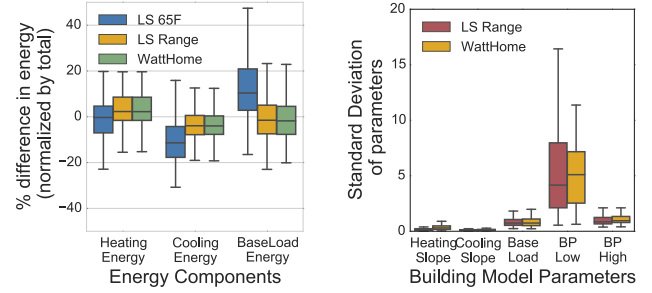 % difference in energy
(normalized by total)
40
20
0
−20
−40
LS 65F
LS Range
WattHome
Heating
Energy
Cooling
Energy
BaseLoad
Energy
Energy Components
Standard Deviation
of parameters
20
15
10
5
0
LS Range
WattHome
Heating
Slope
Cooling
Slope
Base
Load
BP
Low
BP
High
Building Model Parameters